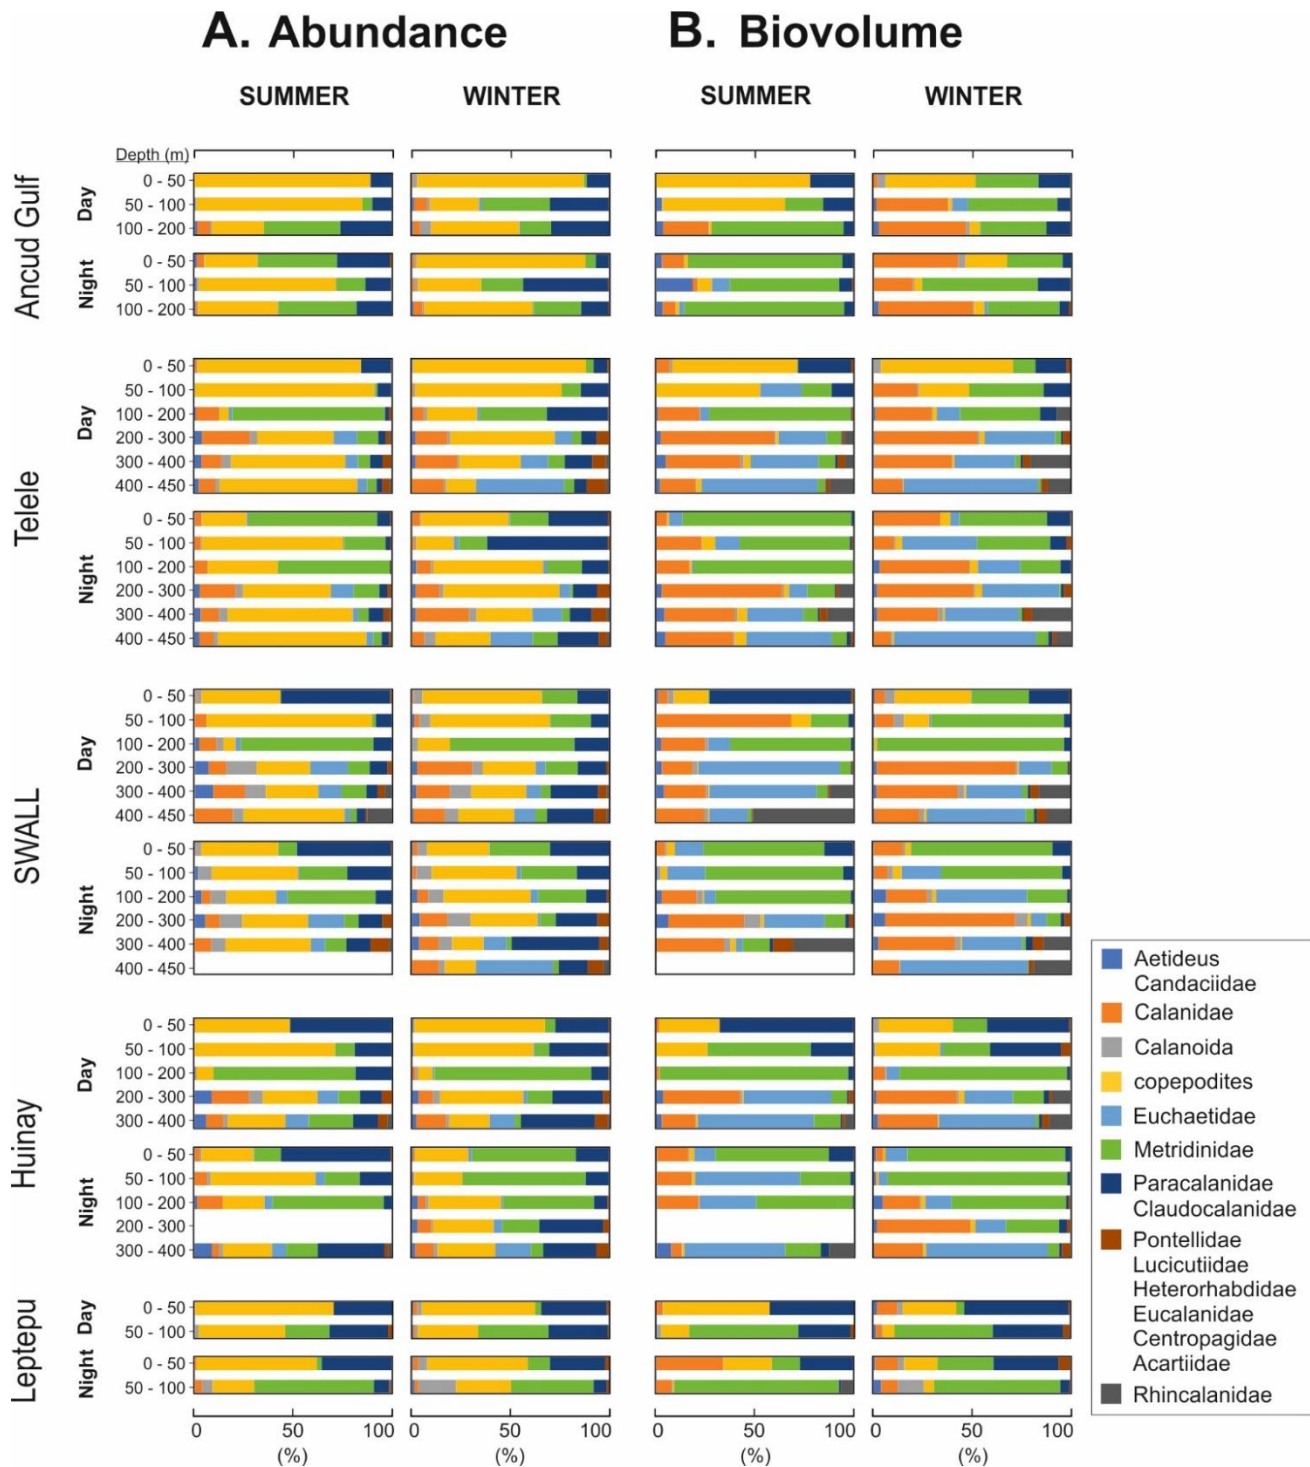 A. Abundance
B. Biovolume
SUMMER
WINTER
SUMMER
WINTER
Depth (m)
Ancud Gulf
Day
0 - 50
50 - 100
100 - 200
Night
0 - 50
50 - 100
100 - 200
Telele
Day
0 - 50
50 - 100
100 - 200
200 - 300
300 - 400
400 - 450
Night
0 - 50
50 - 100
100 - 200
200 - 300
300 - 400
400 - 450
SWALL
Day
0 - 50
50 - 100
100 - 200
200 - 300
300 - 400
400 - 450
Night
0 - 50
50 - 100
100 - 200
200 - 300
300 - 400
400 - 450
Huinay
Day
0 - 50
50 - 100
100 - 200
200 - 300
300 - 400
Night
0 - 50
50 - 100
100 - 200
200 - 300
300 - 400
Leptepu
Day
0 - 50
50 - 100
Night
0 - 50
50 - 100
0 50 100
(%)
0 50 100
(%)
0 50 100
(%)
0 50 100
(%)
Aetideus
Candaciidae
Calanidae
Calanoida
copepodites
Euchaetidae
Metridinidae
Paracalanidae
Claudocalanidae
Pontellidae
Lucicutiidae
Heterorhabdidae
Eucalanidae
Centropagidae
Acartiidae
Rhincalanidae